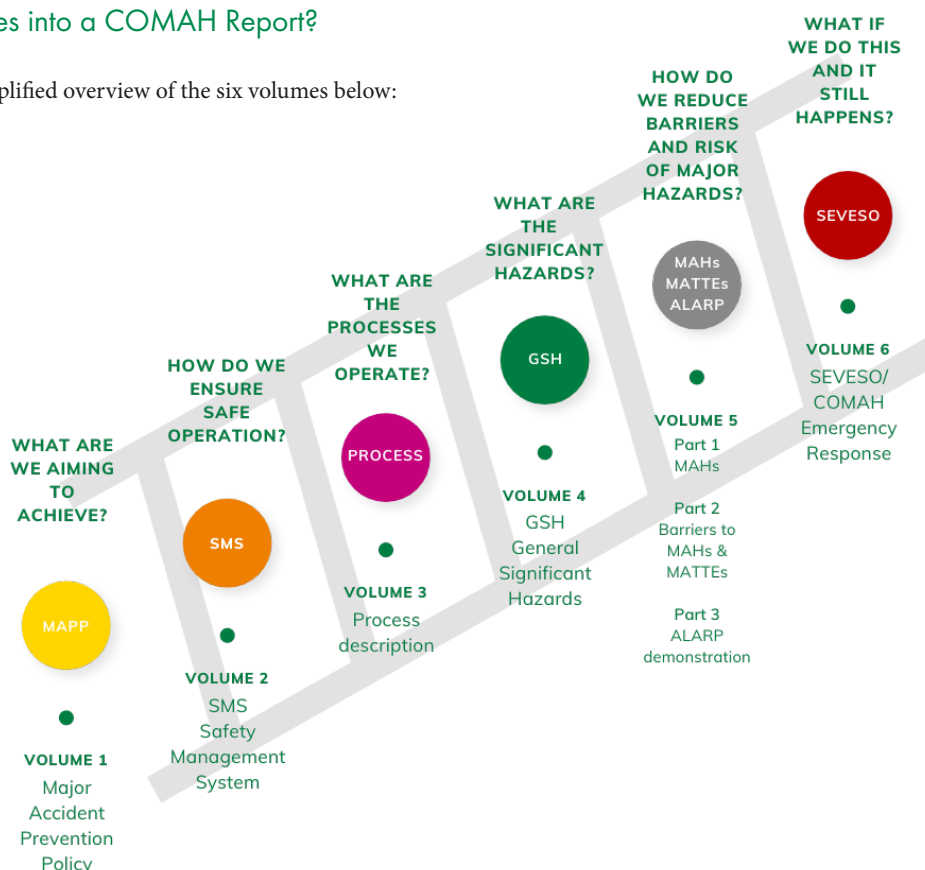 es into a COMAH Report?
plified overview of the six volumes below:
WHAT ARE
WE AIMING
TO
ACHIEVE?
MAPP
VOLUME 1
Major
Accident
Prevention
Policy
HOW DO WE
ENSURE
SAFE
OPERATION?
SMS
VOLUME 2
SMS
Safety
Management
System
WHAT ARE
THE
PROCESSES
WE
OPERATE?
PROCESS
VOLUME 3
Process
description
WHAT ARE
THE
SIGNIFICANT
HAZARDS?
GSH
VOLUME 4
GSH
General
Significant
Hazards
HOW DO
WE REDUCE
BARRIERS
AND RISK
OF MAJOR
HAZARDS?
MAHs
MATTEs
ALARP
VOLUME 5
Part 1
MAHs
Part 2
Barriers to
MAHs &
MATTEs
Part 3
ALARP
demonstration
WHAT IF
WE DO THIS
AND IT
STILL
HAPPENS?
SEVESO
VOLUME 6
SEVESO/
COMAH
Emergency
Response